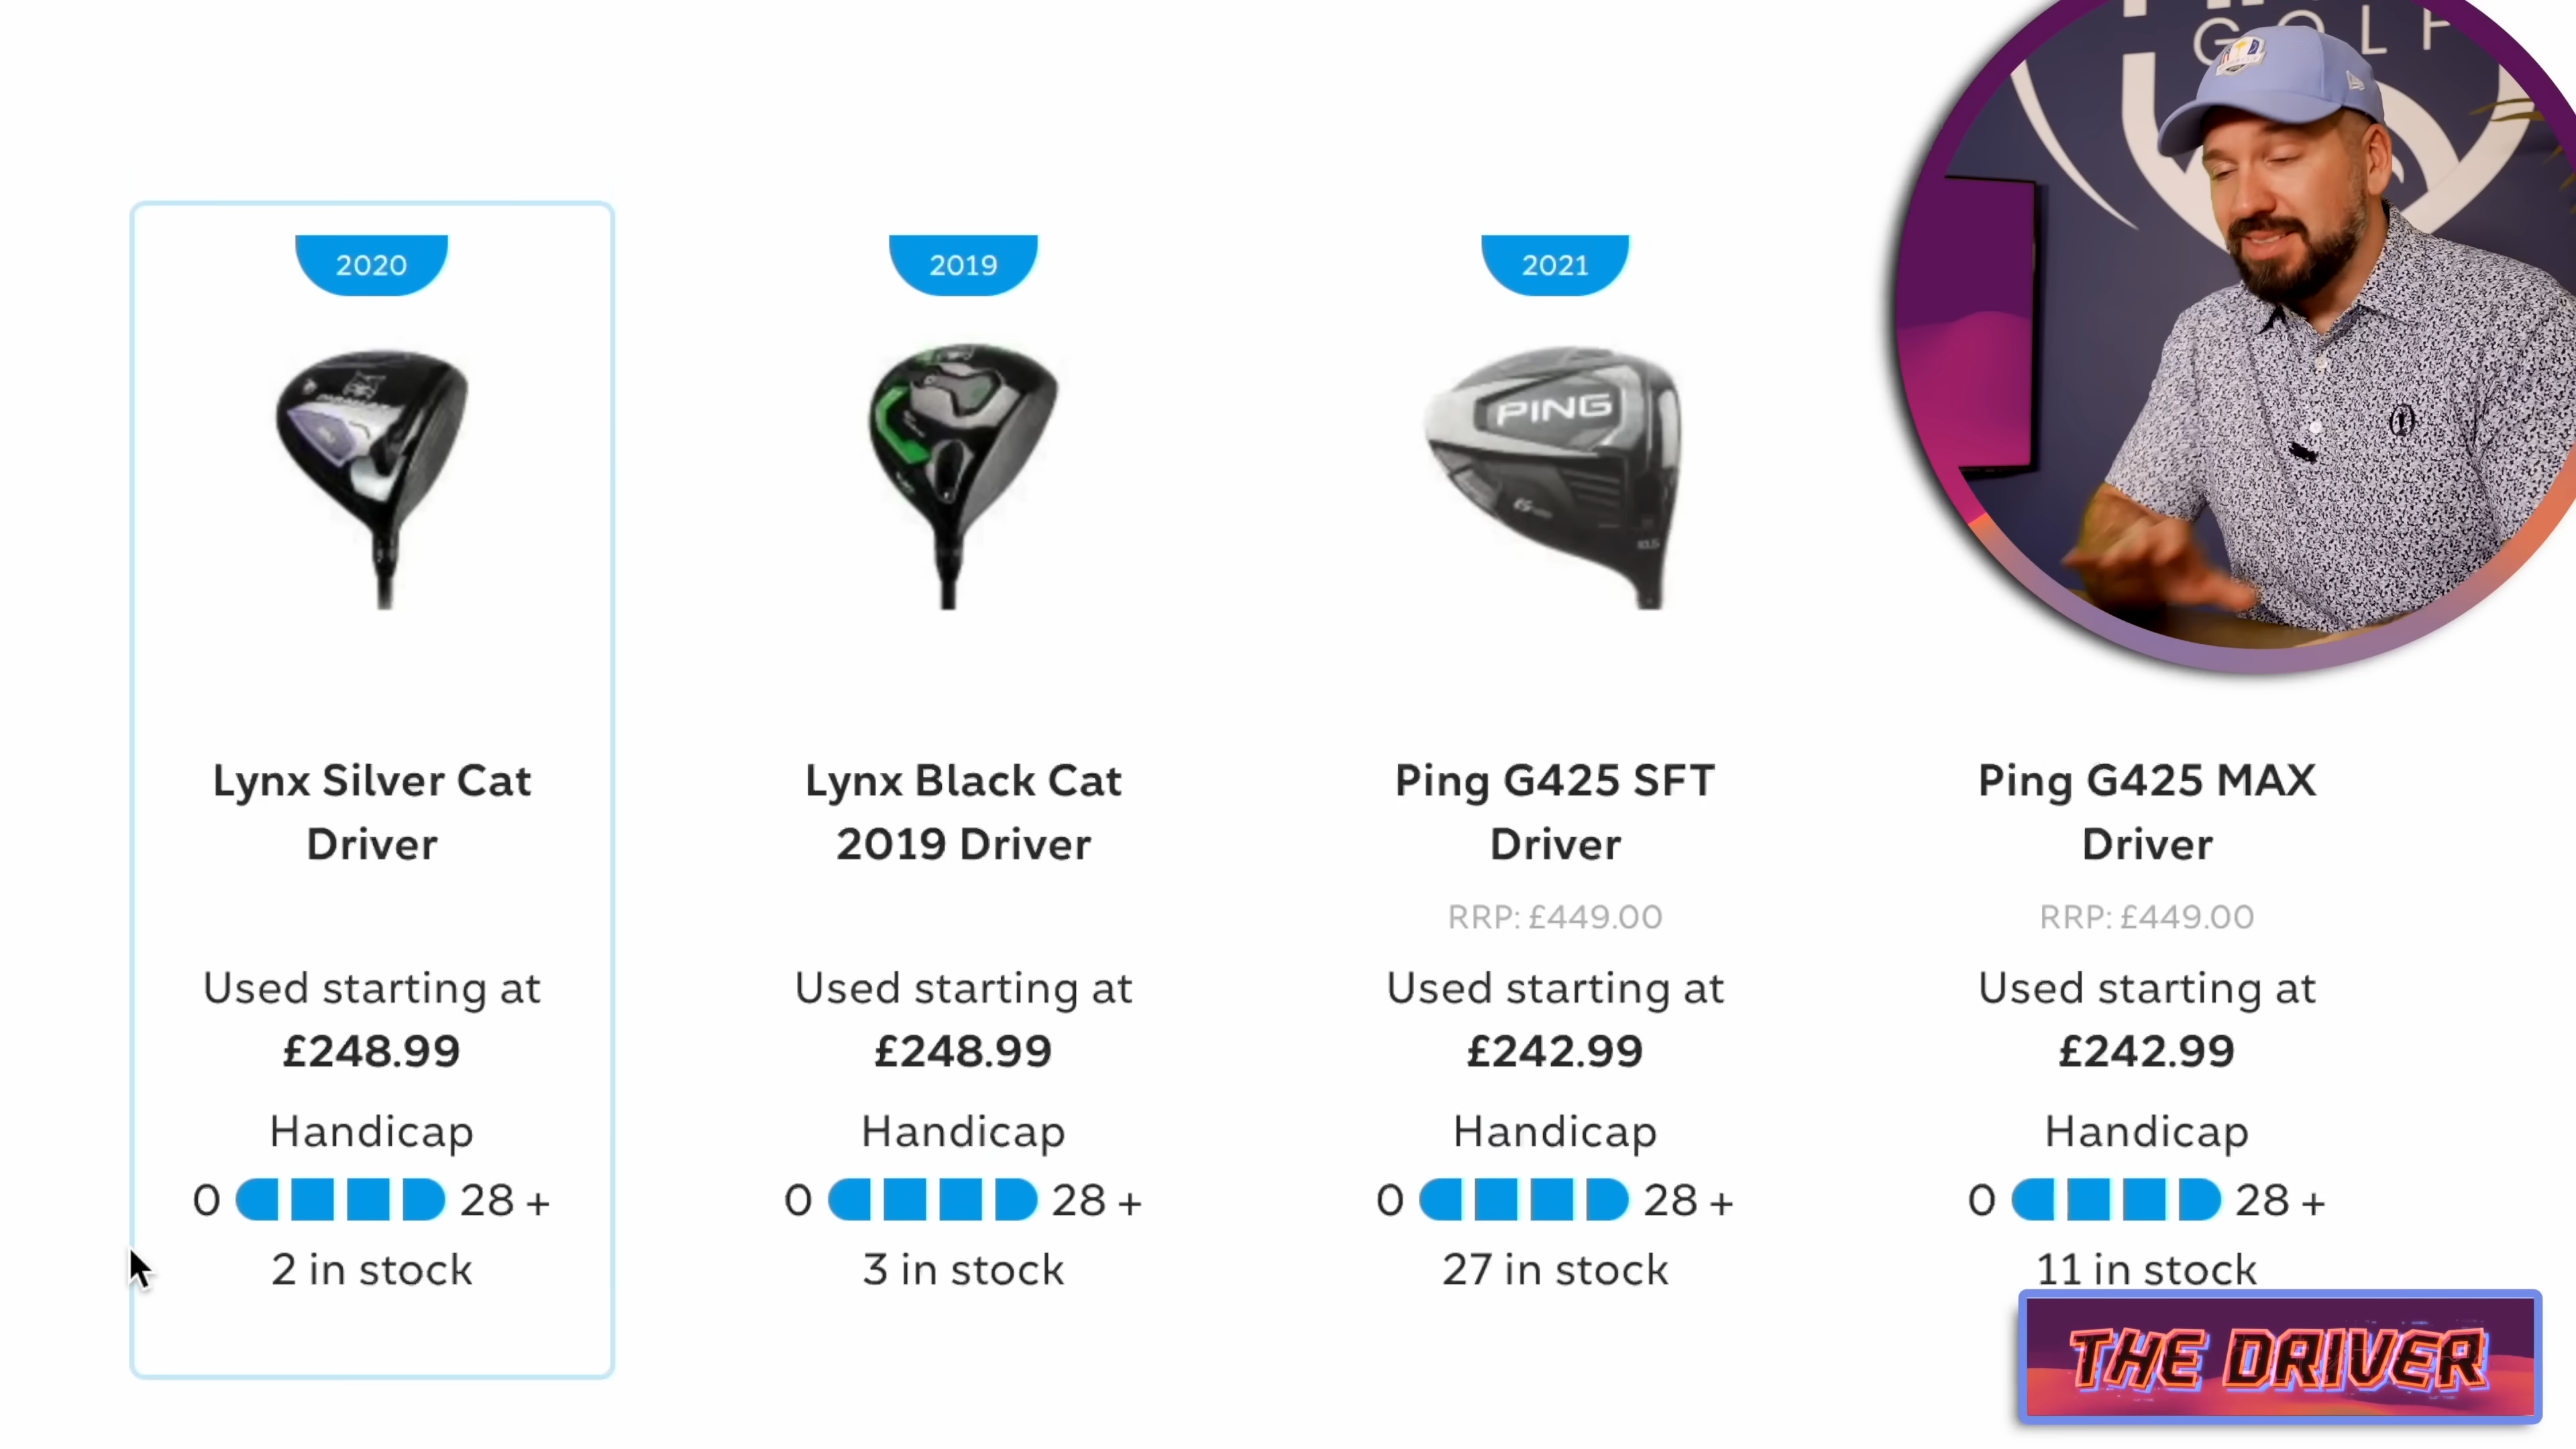 GOLF
2020
2019
2021
PING
10.5
Lynx Silver Cat
Driver
Lynx Black Cat
2019 Driver
Ping G425 SFT
Driver
Ping G425 MAX
Driver
RRP: £449.00
RRP: £449.00
Used starting at
£248.99
Used starting at
£248.99
Used starting at
£242.99
Used starting at
£242.99
Handicap
0 28 +
2 in stock
Handicap
0 28 +
3 in stock
Handicap
0 28 +
27 in stock
Handicap
0 28 +
11 in stock
THE DRIVER